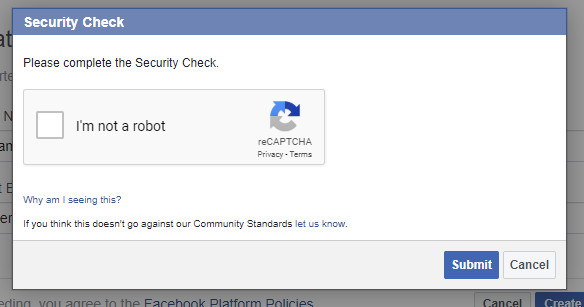 Security Check
Please complete the Security Check.
I'm not a robot
reCAPTCHA
Privacy - Terms
Why am I seeing this?
If you think this doesn't go against our Community Standards let us know.
Submit Cancel
eding, you agree to the Facebook Platform Policies
Cancel Create